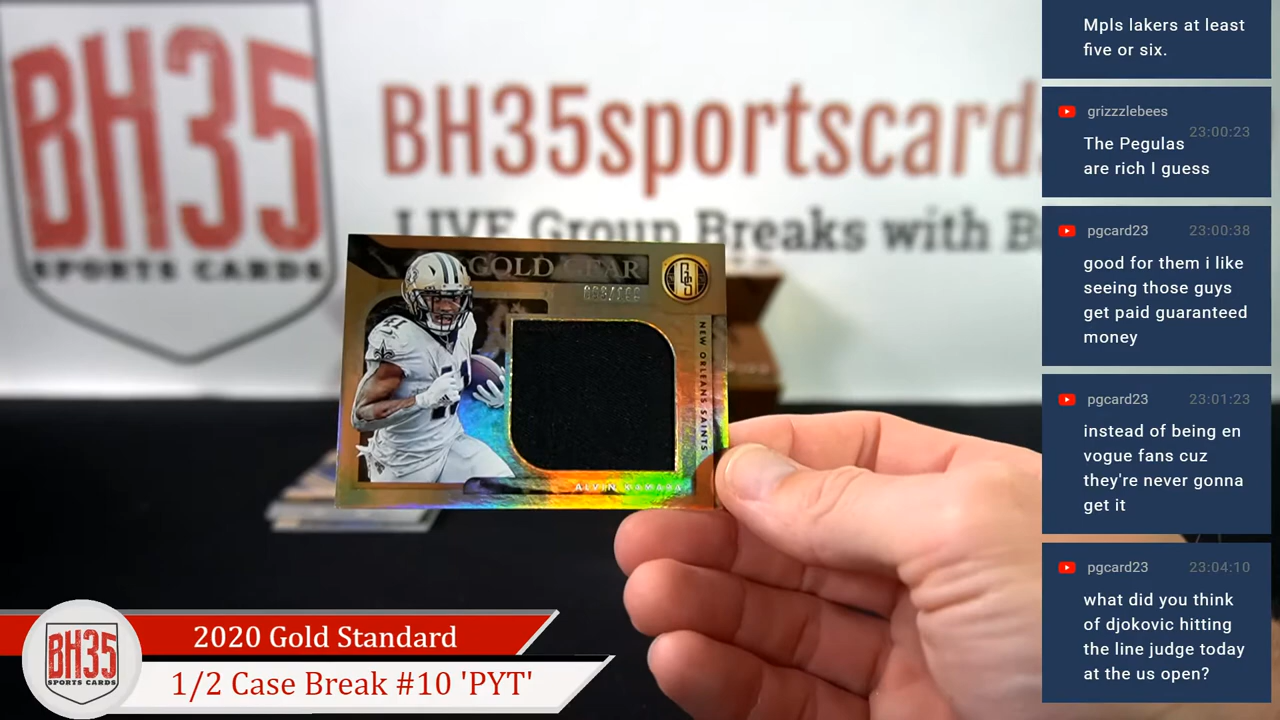 BH35
SPORTS CARDS
BH35sportscards
LIVE Group Breaks with B
GOLD GEAR
GS
NEW ORLEANS SAINTS
ALVIN KAMARA
2020 Gold Standard
1/2 Case Break #10 'PYT'
BH35
SPORTS CARDS
Mpls lakers at least
five or six.
grizzzlebees
23:00:23
The Pegulas
are rich I guess
pgcard23 23:00:38
good for them i like
seeing those guys
get paid guaranteed
money
pgcard23 23:01:23
instead of being en
vogue fans cuz
they're never gonna
get it
pgcard23 23:04:10
what did you think
of djokovic hitting
the line judge today
at the us open?